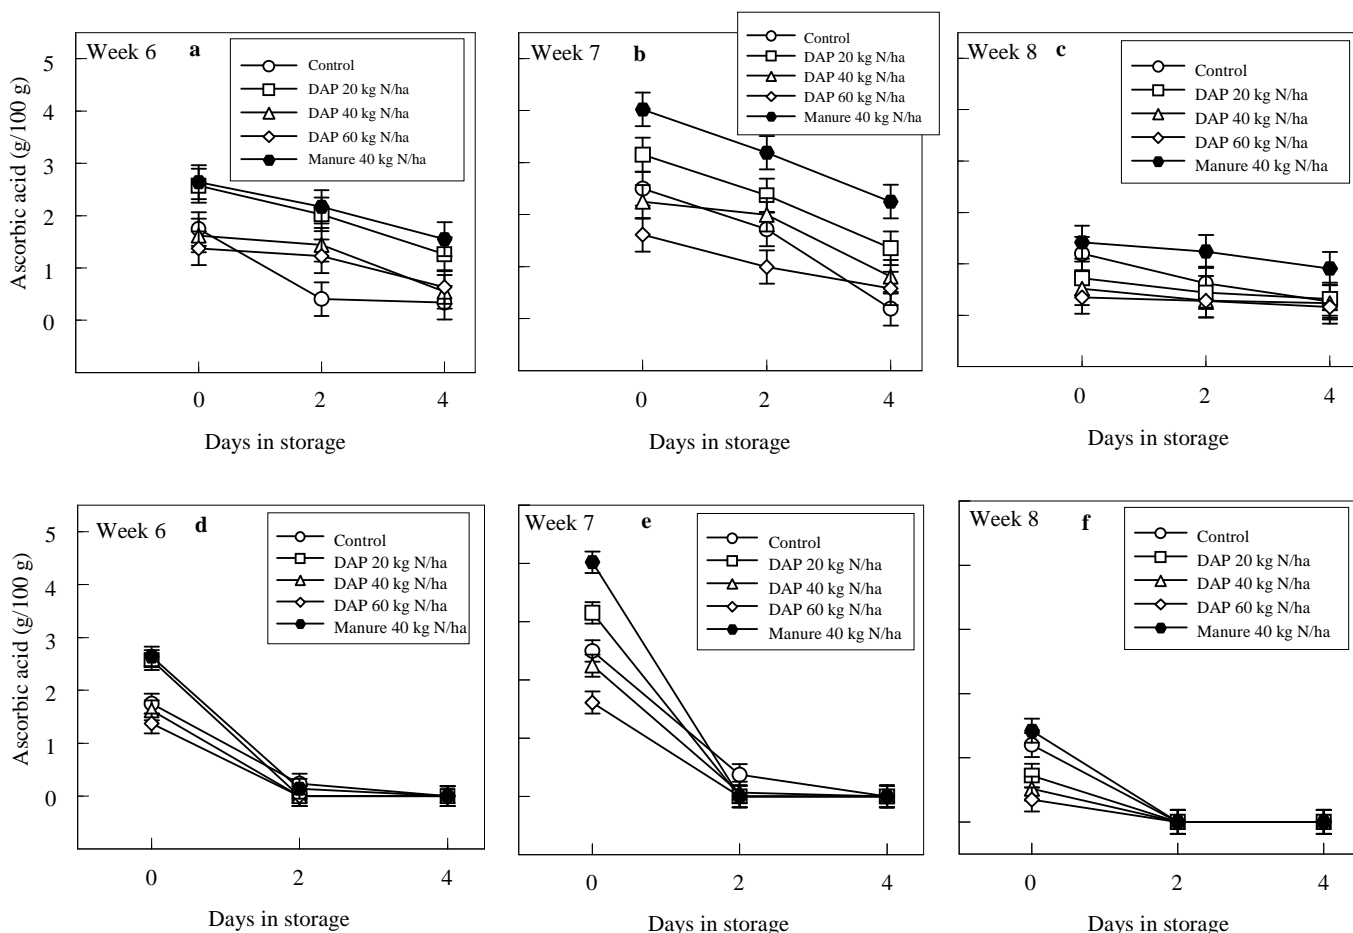 Week 6 a
Control
DAP 20 kg N/ha
DAP 40 kg N/ha
DAP 60 kg N/ha
Manure 40 kg N/ha
Ascorbic acid (g/100 g)
5
4
3
2
1
0
0 2 4
Days in storage
Week 7 b
Control
DAP 20 kg N/ha
DAP 40 kg N/ha
DAP 60 kg N/ha
Manure 40 kg N/ha
0 2 4
Week 8 c
Control
DAP 20 kg N/ha
DAP 40 kg N/ha
DAP 60 kg N/ha
Manure 40 kg N/ha
0 2 4
Days in storage
Week 6 d
Control
DAP 20 kg N/ha
DAP 40 kg N/ha
DAP 60 kg N/ha
Manure 40 kg N/ha
Ascorbic acid (g/100 g)
5
4
3
2
1
0
0 2 4
Days in storage
Week 7 e
Control
DAP 20 kg N/ha
DAP 40 kg N/ha
DAP 60 kg N/ha
Manure 40 kg N/ha
0 2 4
Days in storage
Week 8 f
Control
DAP 20 kg N/ha
DAP 40 kg N/ha
DAP 60 kg N/ha
Manure 40 kg N/ha
0 2 4
Days in storage